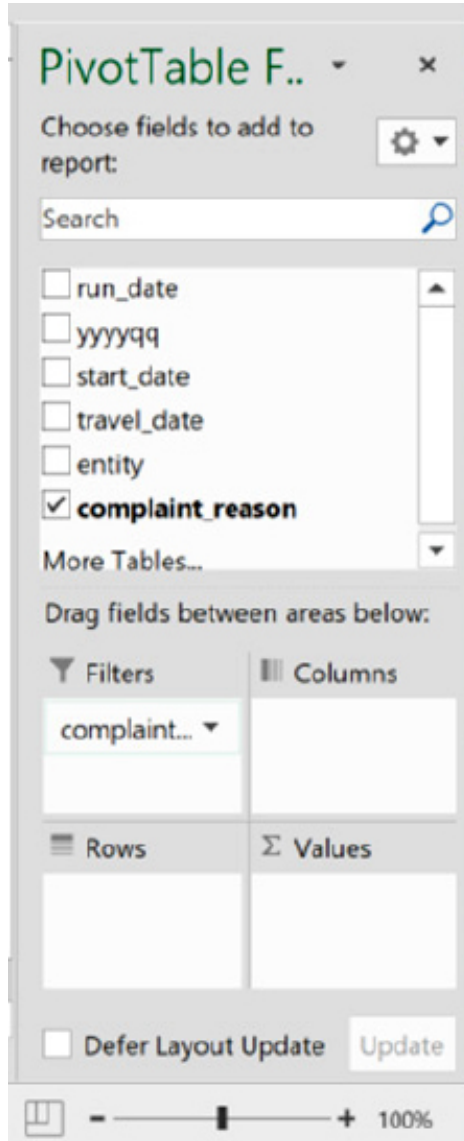 PivotTable F..
Choose fields to add to
report:
Search
run_date
yyyyqq
start_date
travel_date
entity
complaint_reason
More Tables...
Drag fields between areas below:
Filters
Columns
complaint...
Rows
Σ Values
Defer Layout Update
Update
100%